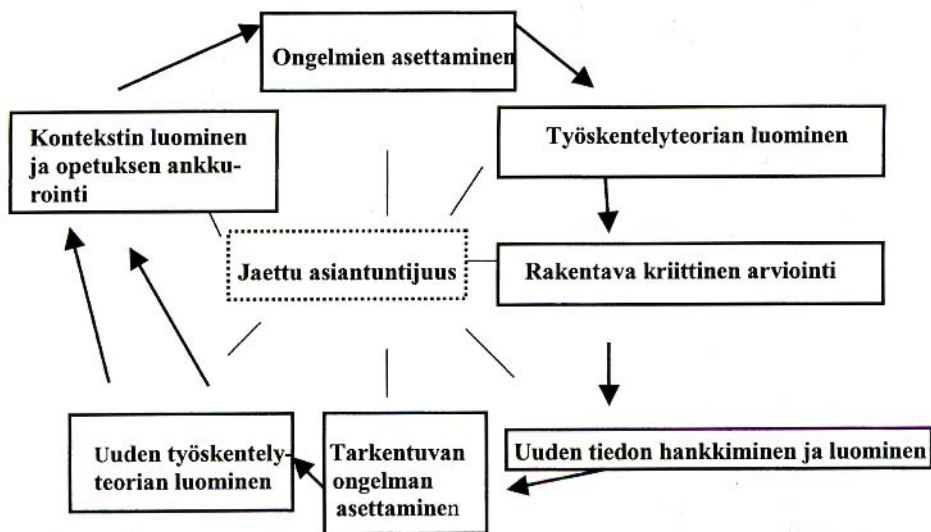 Ongelmien asettaminen
Kontekstin luominen
ja opetuksen ankku-
rointi
Työskentelyteorian luominen
Jaettu asiantuntijuus
Rakentava kriittinen arviointi
Uuden työskentely-
teorian luominen
Tarkentuvan
ongelman
asettaminen
Uuden tiedon hankkiminen ja luominen